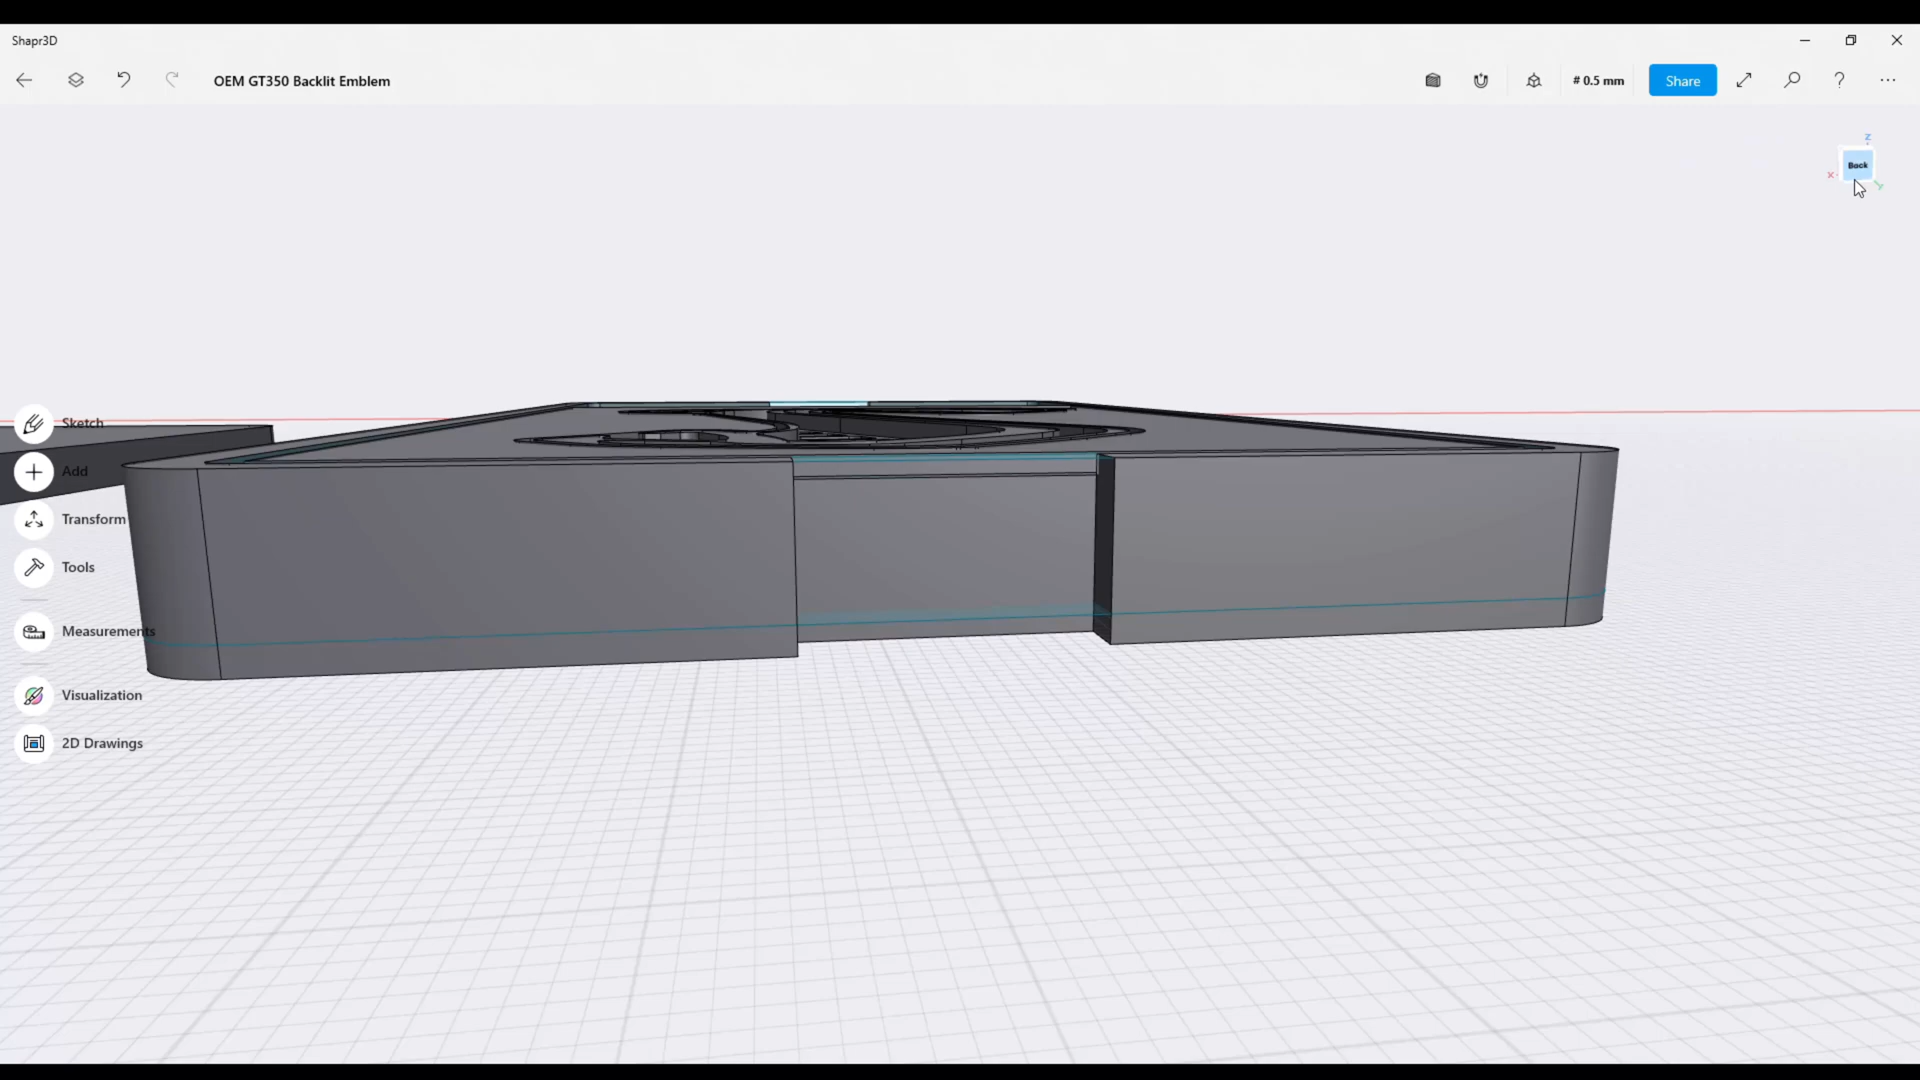 Shapr3D
OEM GT350 Backlit Emblem
# 0.5 mm
Share
?
Z
Back
X
Y
Sketch
Add
Transform
Tools
Measurements
Visualization
2D Drawings